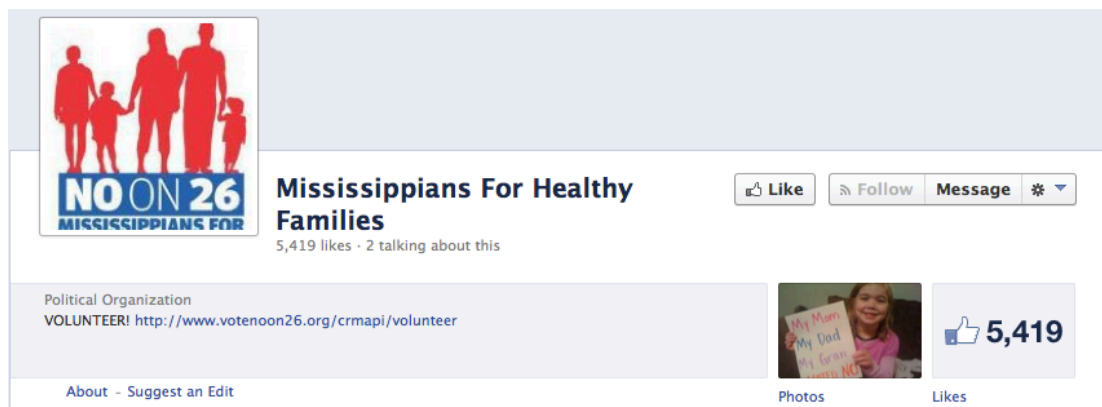 NO ON 26
MISSISSIPPIANS FOR
Mississippians For Healthy
Families
5,419 likes · 2 talking about this
Like
Follow
Message
Political Organization
VOLUNTEER! http://www.votenoon26.org/crmapi/volunteer
About - Suggest an Edit
My Mom
My Dad
My Gran
VOTED NO
Photos
5,419
Likes